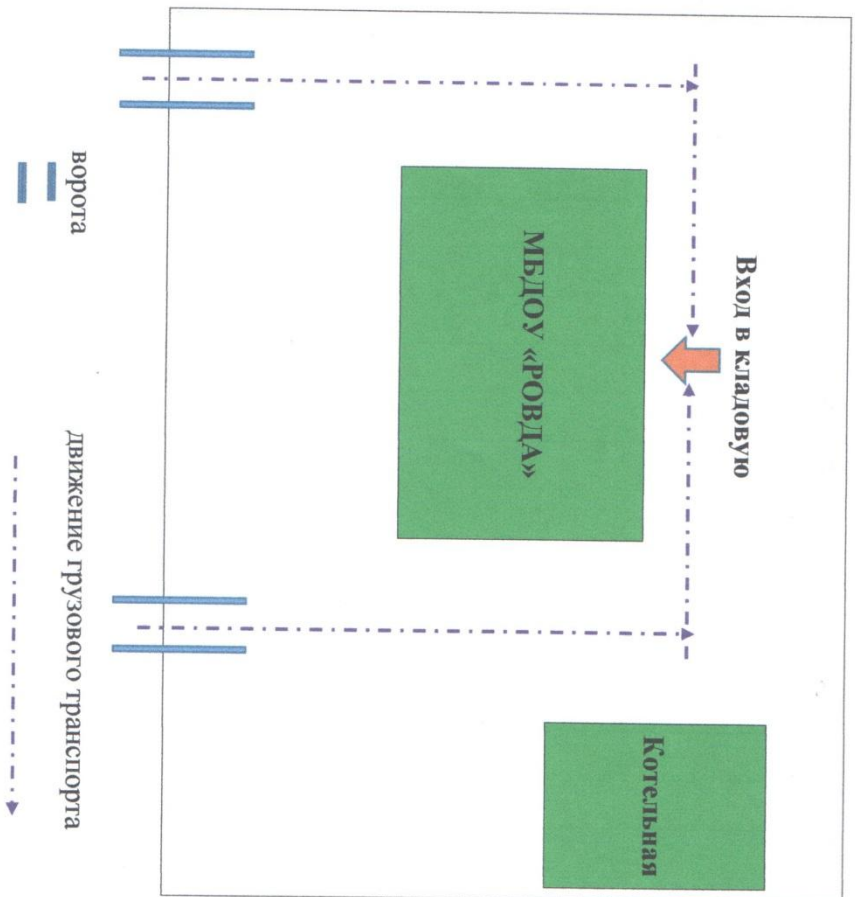 Вход в кладовую
МБДОУ «РОВДА»
Котельная
ворота
движение грузового транспорта